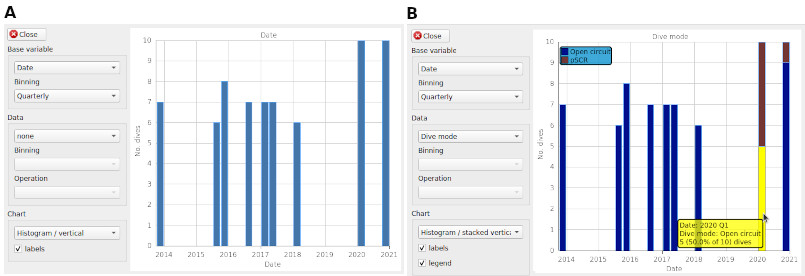 A
Close
Base variable
Date
Binning
Quarterly
Data
none
Binning
Operation
Chart
Histogram / vertical
labels
Date
No. dives
10
9
8
7
6
5
4
3
2
1
0
2014 2015 2016 2017 2018 2019 2020 2021
Date
B
Close
Base variable
Date
Binning
Quarterly
Data
Dive mode
Binning
Operation
Chart
Histogram / stacked vertic
labels
legend
Dive mode
Open circuit
pSCR
No. dives
10
9
8
7
6
5
4
3
2
1
0
Date: 2020 Q1
Dive mode: Open circuit
5 (50.0% of 10) dives
2014 2015 2016 2017 2018 2019 2020 2021
Date